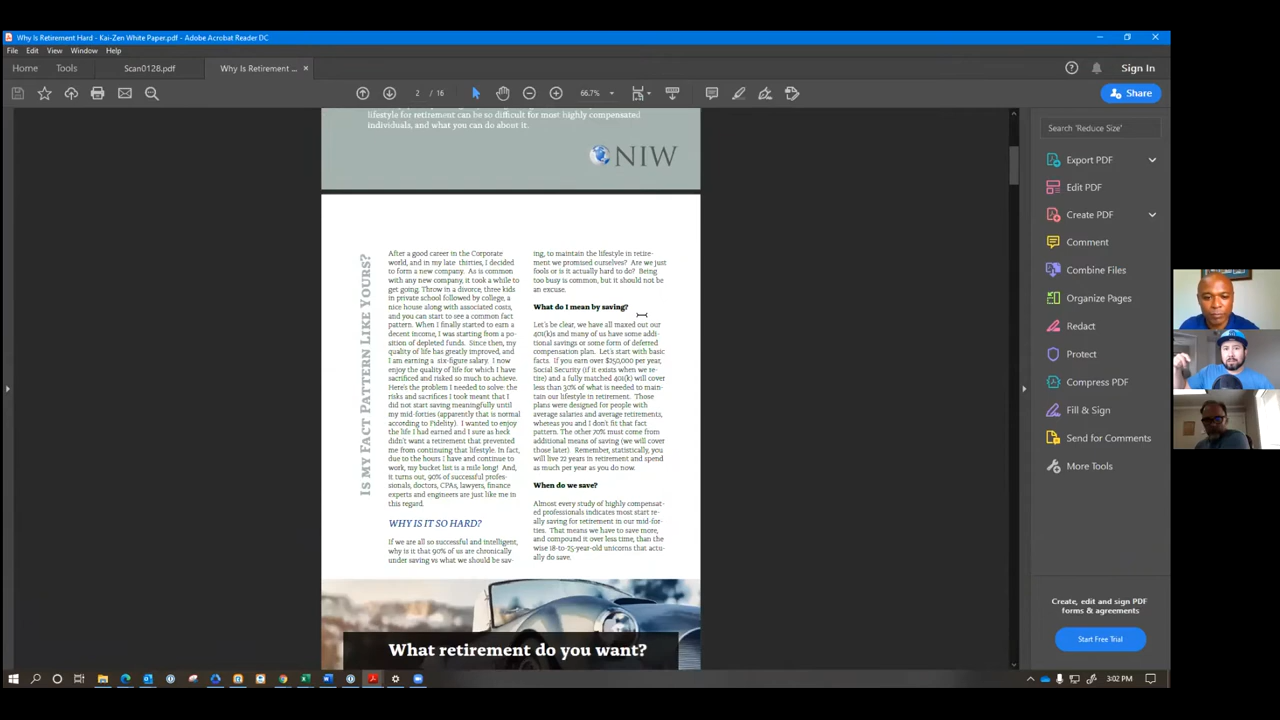 Why Is Retirement Hard - Kai-Zen White Paper.pdf - Adobe Acrobat Reader DC
File Edit View Window Help
Home Tools Scan0128.pdf Why Is Retirement ... × Sign In
2 / 16 66.7% Share
lifestyle for retirement can be so difficult for most highly compensated
individuals, and what you can do about it.
NIW
IS MY FACT PATTERN LIKE YOURS?
After a good career in the Corporate
world, and in my late thirties, I decided
to form a new company. As is common
with any new company, it took a while to
get going. Throw in a divorce, three kids
in private school followed by college, a
nice house along with associated costs,
and you can start to see a common fact
pattern. When I finally started to earn a
decent income, I was starting from a po-
sition of depleted funds. Since then, my
quality of life has greatly improved, and
I am earning a six-figure salary. I now
enjoy the quality of life for which I have
sacrificed and risked so much to achieve.
Here's the problem I needed to solve: the
risks and sacrifices I took meant that I
did not start saving meaningfully until
my mid-forties (apparently that is normal
according to Fidelity). I wanted to enjoy
the life I had earned and I sure as heck
didn't want a retirement that prevented
me from continuing that lifestyle. In fact,
due to the hours I have and continue to
work, my bucket list is a mile long! And,
it turns out, 90% of successful profes-
sionals, doctors, CPAs, lawyers, finance
experts and engineers are just like me in
this regard.
WHY IS IT SO HARD?
If we are all so successful and intelligent,
why is it that 90% of us are chronically
under saving vs what we should be sav-
ing, to maintain the lifestyle in retire-
ment we promised ourselves? Are we just
fools or is it actually hard to do? Being
too busy is common, but it should not be
an excuse.
What do I mean by saving?
Let's be clear, we have all maxed out our
401(k)s and many of us have some addi-
tional savings or some form of deferred
compensation plan. Let's start with basic
facts. If you earn over $150,000 per year,
Social Security (if it exists when we re-
tire) and a fully matched 401(k) will cover
less than 30% of what is needed to main-
tain our lifestyle in retirement. Those
plans were designed for people with
average salaries and average retirements,
whereas you and I don't fit that fact
pattern. The other 70% must come from
additional means of saving (we will cover
those later). Remember, statistically, you
will live 22 years in retirement and spend
as much per year as you do now.
When do we save?
Almost every study of highly compensat-
ed professionals indicates most start re-
ally saving for retirement in our mid-for-
ties. That means we have to save more,
and compound it over less time, than the
wise 18-to 25-year-old unicorns that actu-
ally do save.
What retirement do you want?
Search 'Reduce Size'
Export PDF
Edit PDF
Create PDF
Comment
Combine Files
Organize Pages
Redact
Protect
Compress PDF
Fill & Sign
Send for Comments
More Tools
Create, edit and sign PDF
forms & agreements
Start Free Trial
3:02 PM